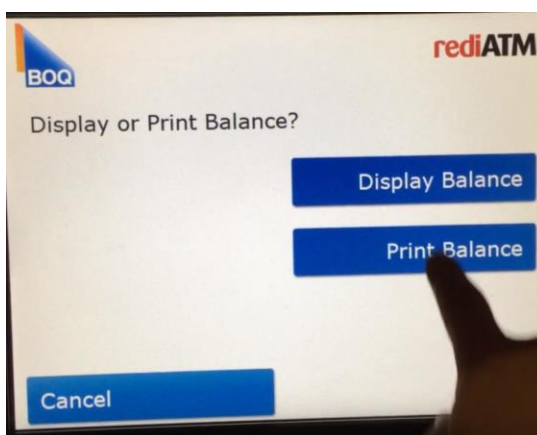 BOQ
rediATM
Display or Print Balance?
Display Balance
Print Balance
Cancel